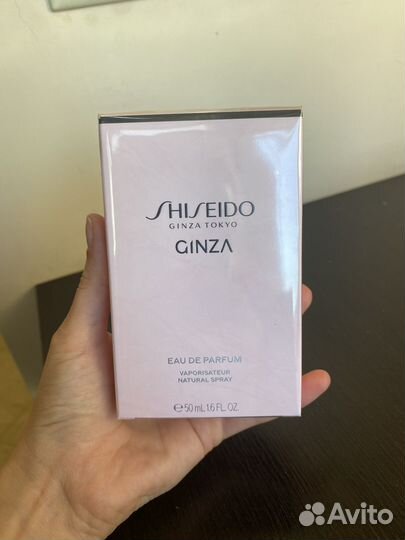 SHISEIDO
GINZA TOKYO
GINZA
EAU DE PARFUM
VAPORISATEUR
NATURAL SPRAY
℮50 mL 1.6 FL. OZ.
Avito